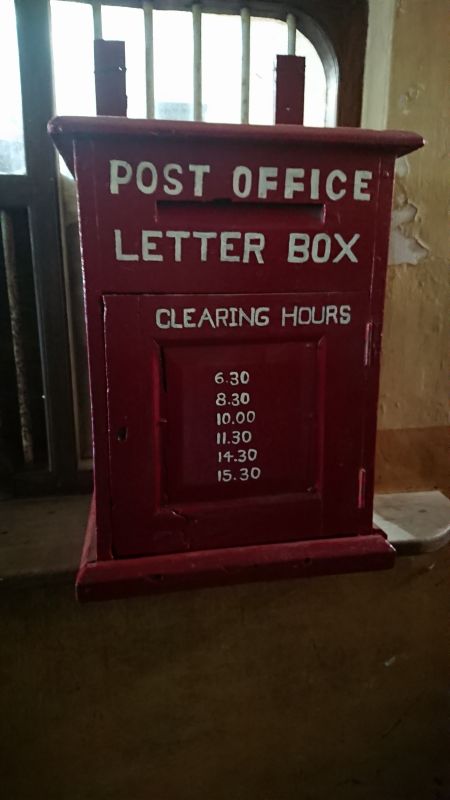 POST OFFICE
LETTER BOX
CLEARING HOURS
6.30
8.30
10.00
11.30
14.30
15.30